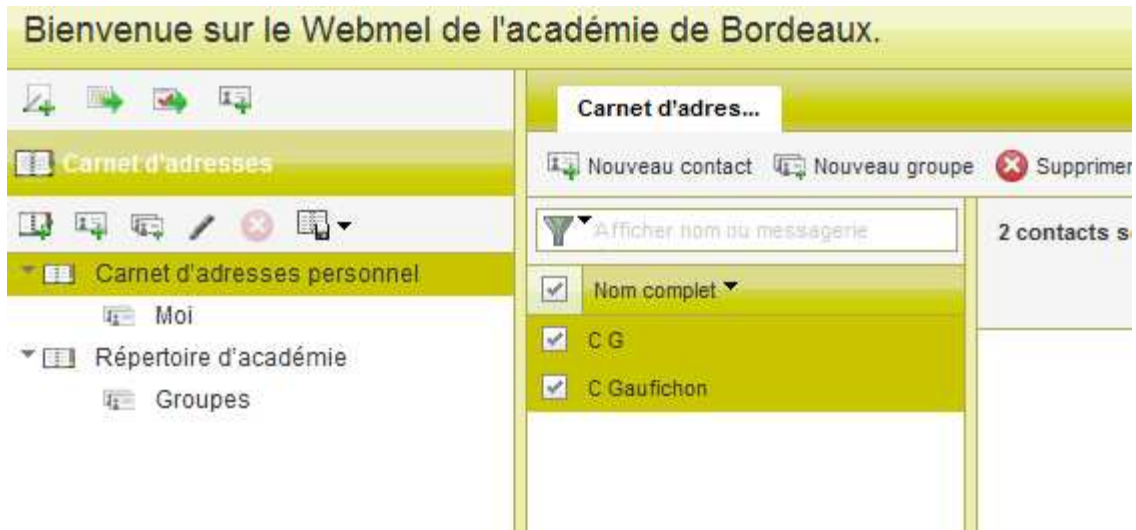 Bienvenue sur le Webmel de l'académie de Bordeaux.
Carnet d'adres...
Carnet d'adresses
Nouveau contact Nouveau groupe Supprimer
Afficher nom ou messagerie
2 contacts s
Carnet d'adresses personnel
Nom complet
Moi
C G
Répertoire d'académie
C Gaufichon
Groupes